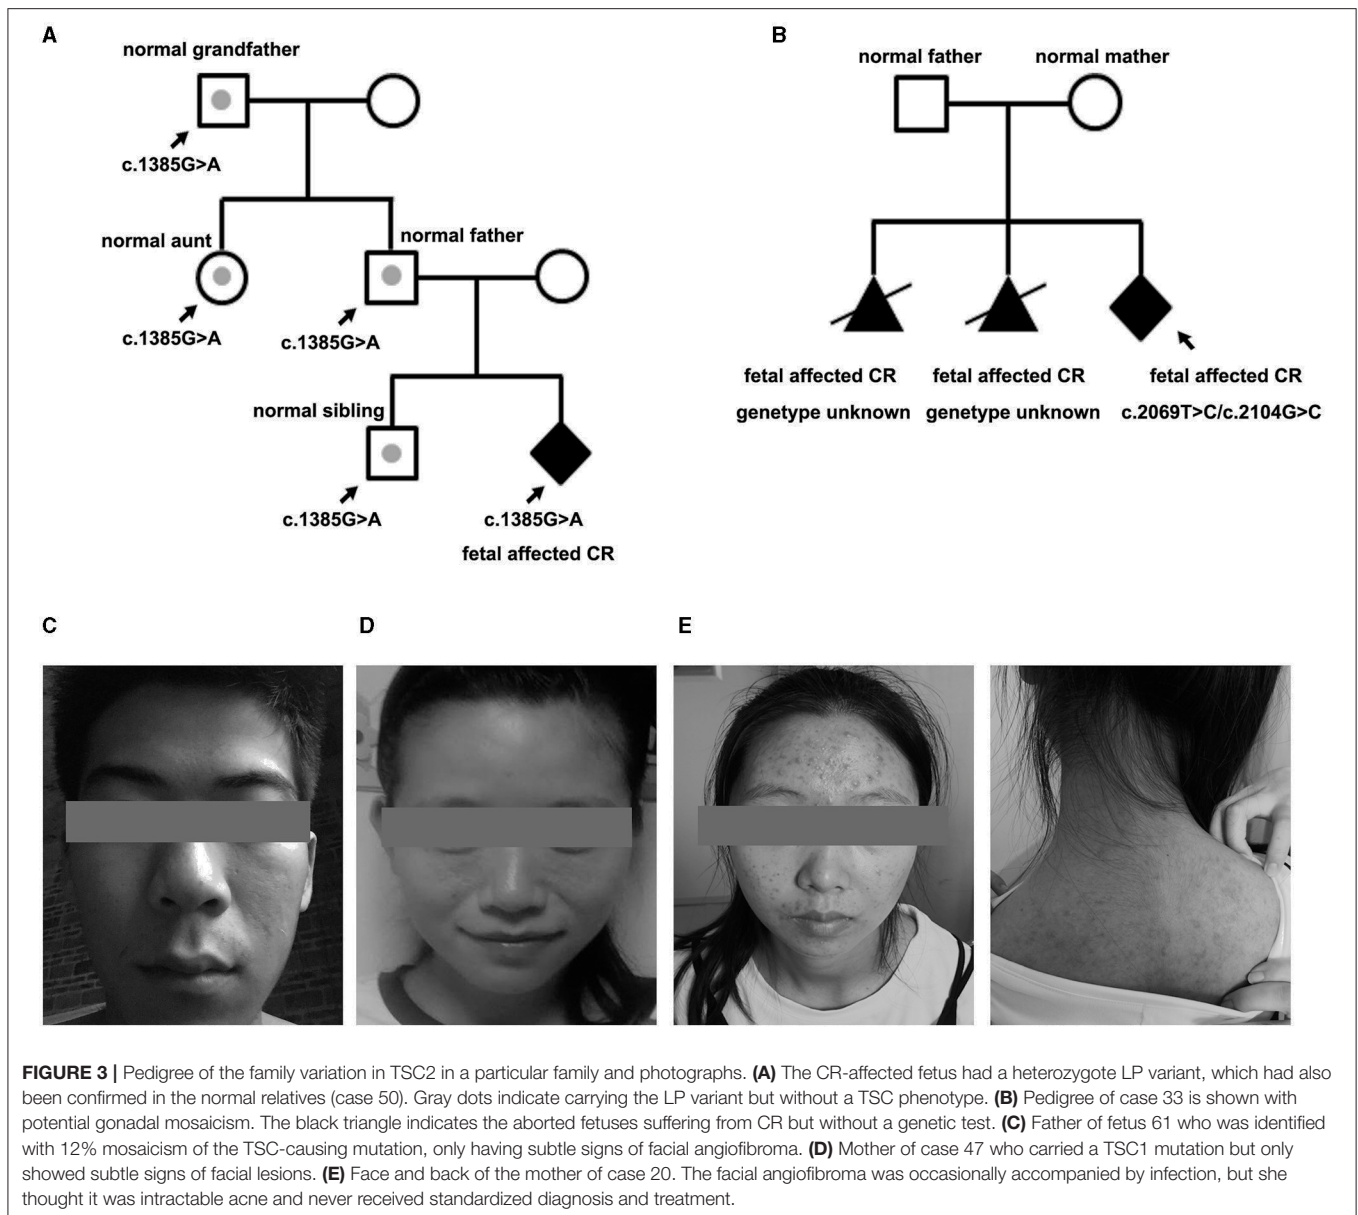 A
normal grandfather
c.1385G>A
normal aunt
normal father
c.1385G>A
c.1385G>A
normal sibling
c.1385G>A
c.1385G>A
fetal affected CR
B
normal father
normal mather
fetal affected CR
fetal affected CR
fetal affected CR
genetype unknown
genetype unknown
c.2069T>C/c.2104G>C
C
D
E
FIGURE 3 | Pedigree of the family variation in TSC2 in a particular family and photographs. (A) The CR-affected fetus had a heterozygote LP variant, which had also
been confirmed in the normal relatives (case 50). Gray dots indicate carrying the LP variant but without a TSC phenotype. (B) Pedigree of case 33 is shown with
potential gonadal mosaicism. The black triangle indicates the aborted fetuses suffering from CR but without a genetic test. (C) Father of fetus 61 who was identified
with 12% mosaicism of the TSC-causing mutation, only having subtle signs of facial angiofibroma. (D) Mother of case 47 who carried a TSC1 mutation but only
showed subtle signs of facial lesions. (E) Face and back of the mother of case 20. The facial angiofibroma was occasionally accompanied by infection, but she
thought it was intractable acne and never received standardized diagnosis and treatment.